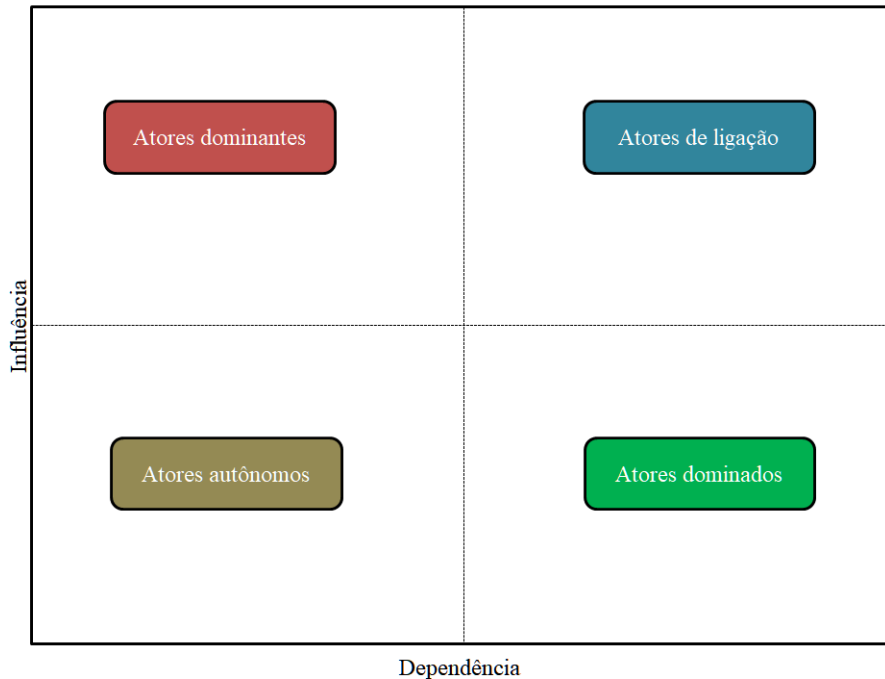 Atores dominantes
Atores de ligação
Influência
Atores autônomos
Atores dominados
Dependência